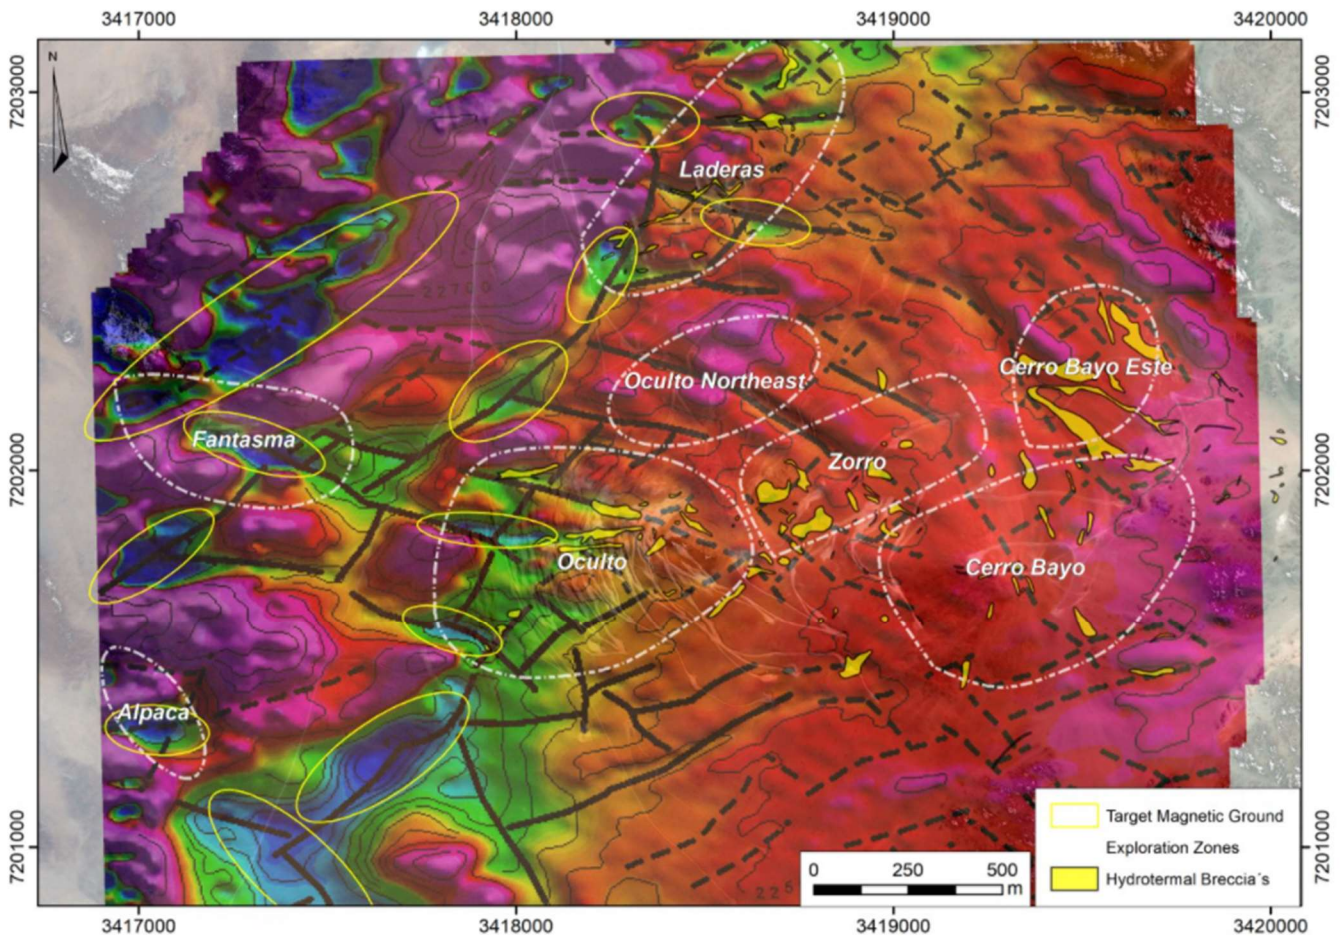 3417000
3418000
3419000
3420000
N
7203000
7203000
Laderas
22700
Oculto Northeast
Cerro Bayo Este
Fantasma
Zorro
7202000
7202000
Oculto
Cerro Bayo
Alpaca
7201000
7201000
Target Magnetic Ground
Exploration Zones
Hydrotermal Breccia´s
0 250 500
m
3417000
3418000
3419000
3420000